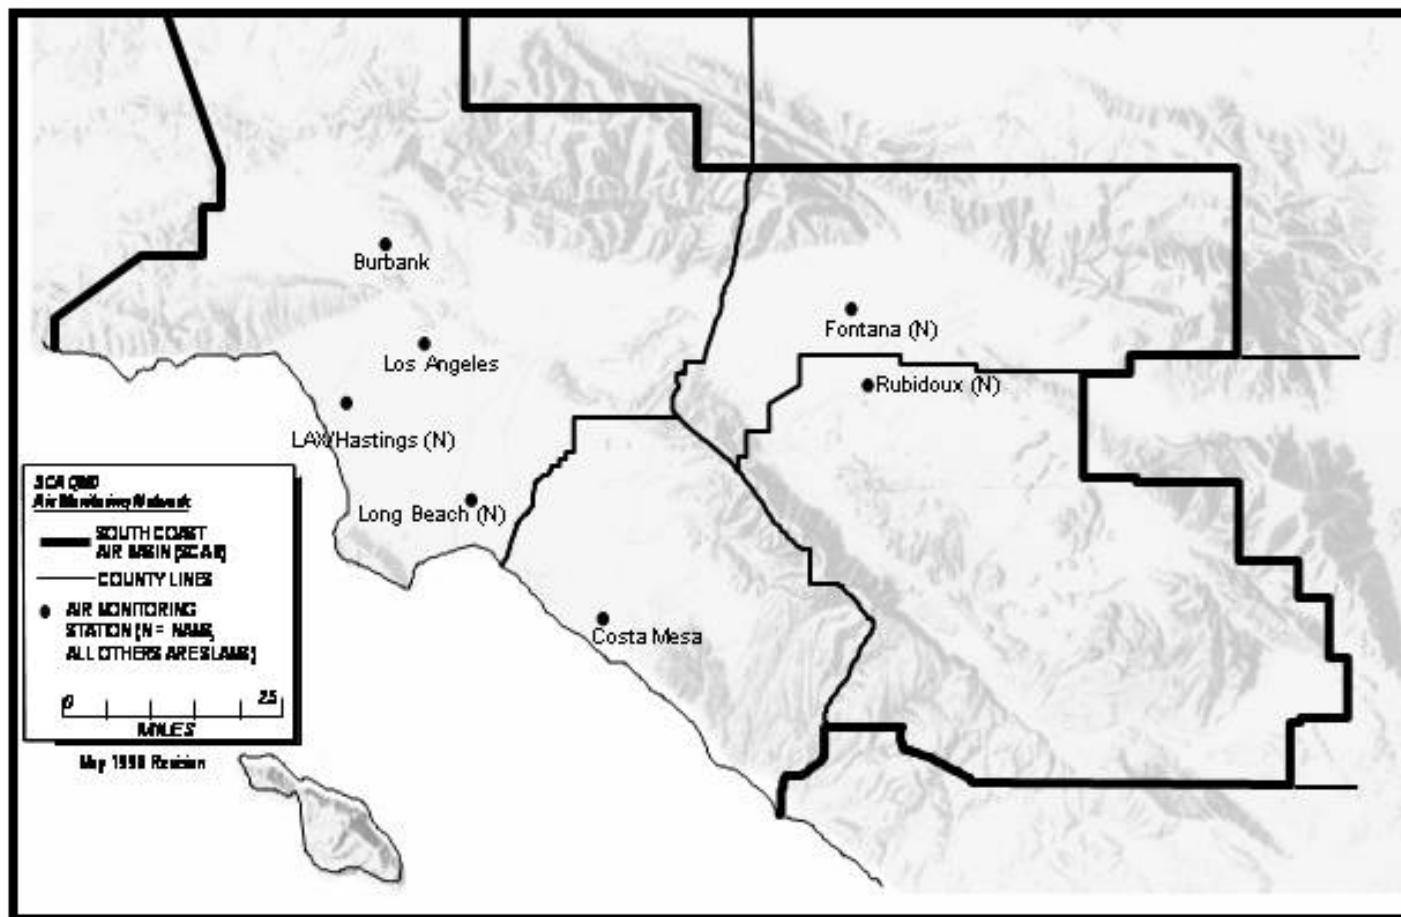 Burbank
Fontana (N)
Los Angeles
Rubidoux (N)
LAX/Hastings (N)
Long Beach (N)
Costa Mesa
SCAQMD
Air Monitoring Network
SOUTH COAST
AIR BASIN (SCAB)
COUNTY LINES
AIR MONITORING
STATION (N = NAMS,
ALL OTHERS ARE SLAMS)
0 25
MILES
May 1998 Revision